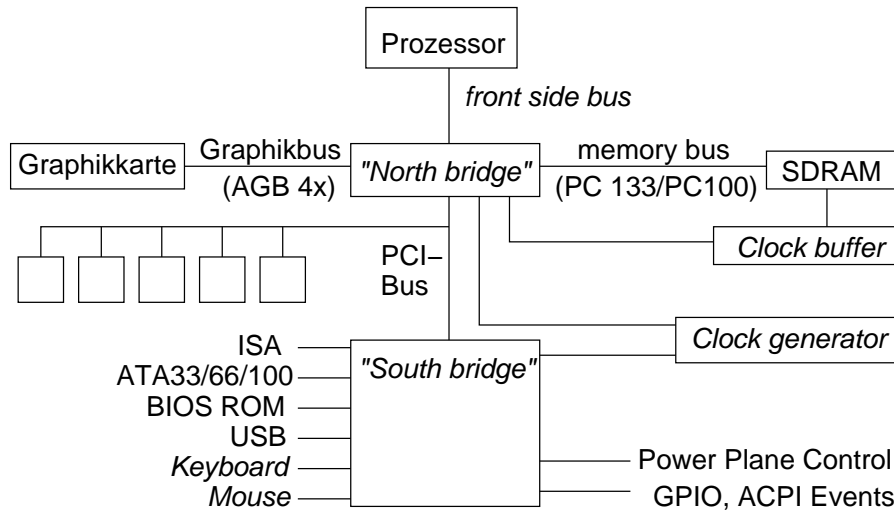 Prozessor
front side bus
Graphikkarte
Graphikbus
(AGB 4x)
"North bridge"
memory bus
(PC 133/PC100)
SDRAM
Clock buffer
PCI–
Bus
Clock generator
"South bridge"
ISA
ATA33/66/100
BIOS ROM
USB
Keyboard
Mouse
Power Plane Control
GPIO, ACPI Events